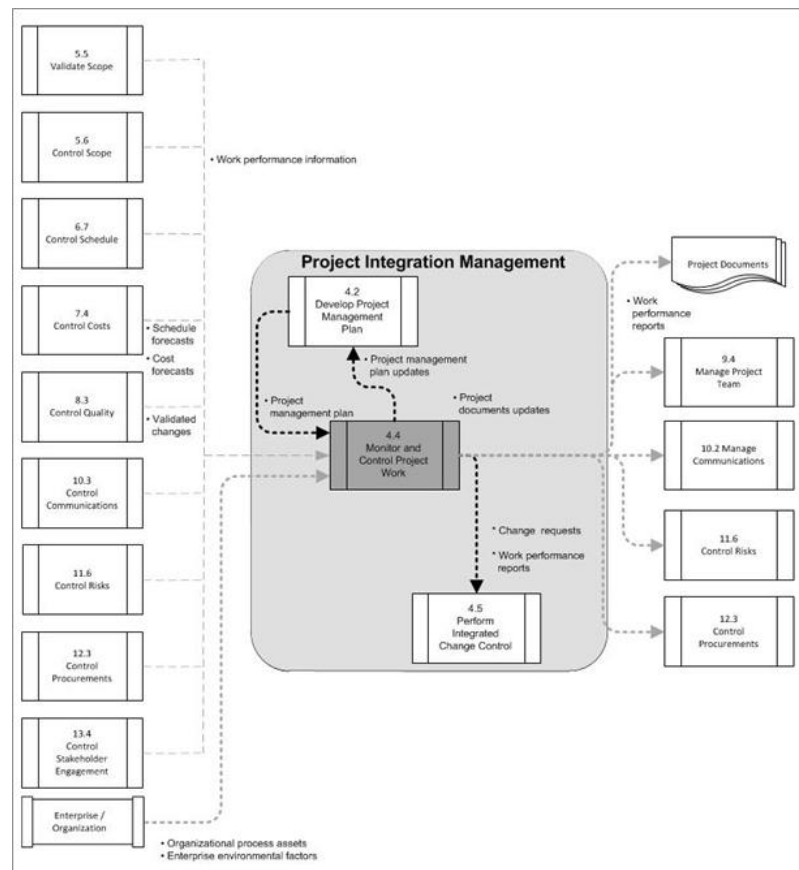 5.5
Validate Scope
5.6
Control Scope
• Work performance information
6.7
Control Schedule
7.4
Control Costs
• Schedule
forecasts
• Cost
forecasts
8.3
Control Quality
• Validated
changes
10.3
Control
Communications
11.6
Control Risks
12.3
Control
Procurements
13.4
Control
Stakeholder
Engagement
Enterprise /
Organization
• Organizational process assets
• Enterprise environmental factors
Project Integration Management
4.2
Develop Project
Management
Plan
• Project management
plan updates
• Project
management plan
• Project
documents updates
4.4
Monitor and
Control Project
Work
* Change requests
* Work performance
reports
4.5
Perform
Integrated
Change Control
Project Documents
• Work
performance
reports
9.4
Manage Project
Team
10.2 Manage
Communications
11.6
Control Risks
12.3
Control
Procurements